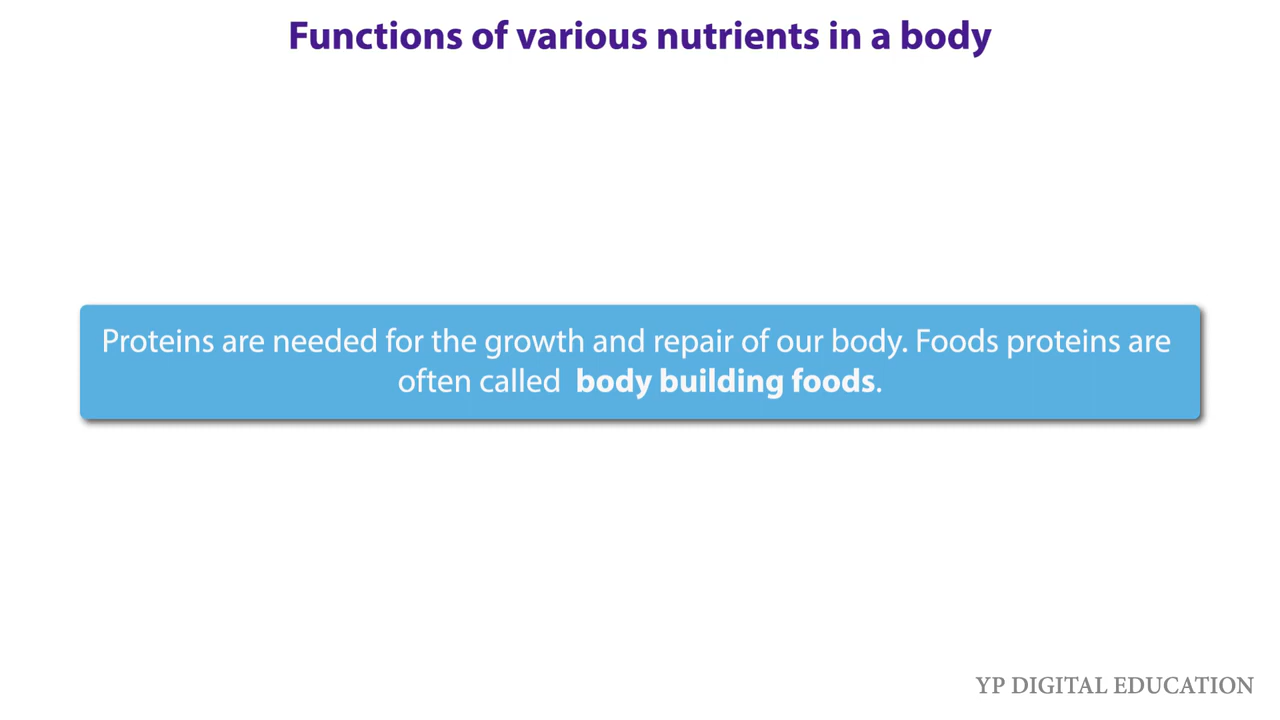 Functions of various nutrients in a body
Proteins are needed for the growth and repair of our body. Foods proteins are
often called body building foods.
YP DIGITAL EDUCATION